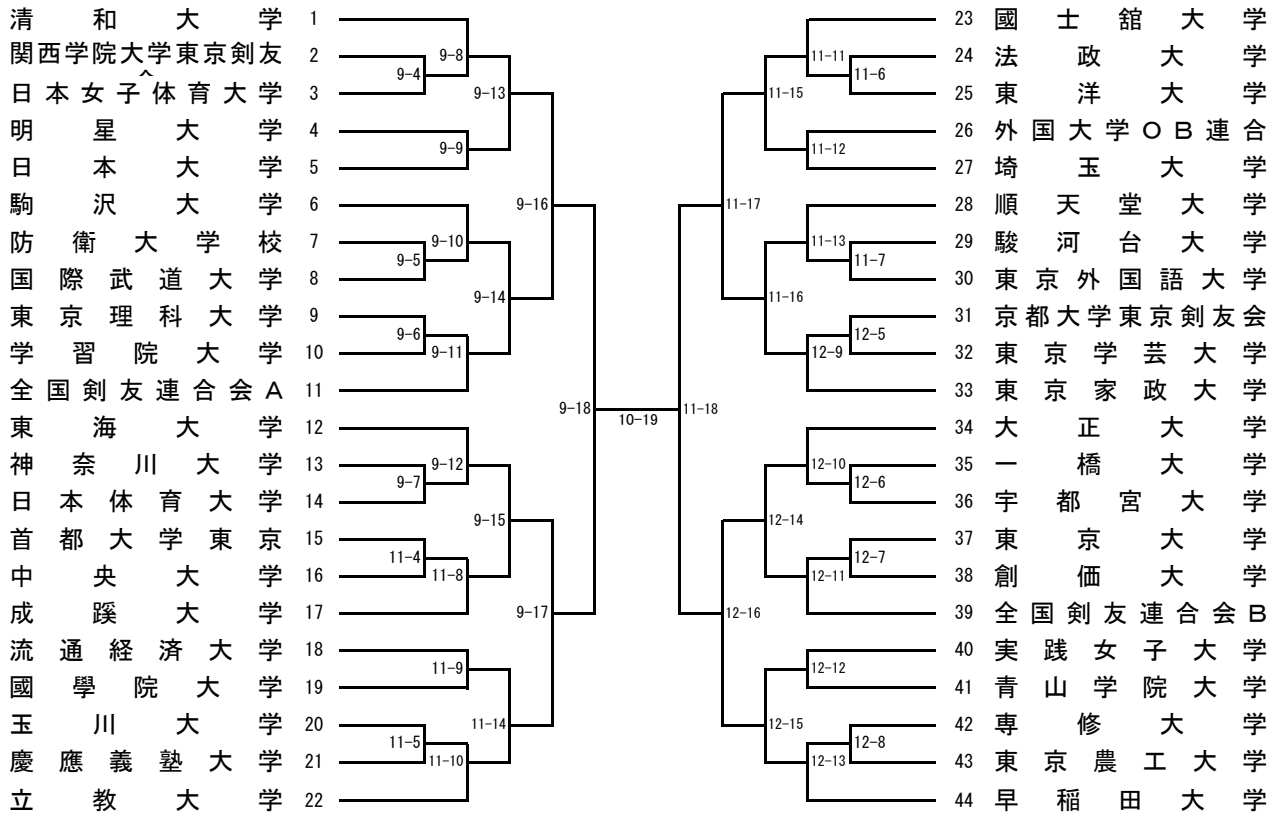 清和大学 1
関西学院大学東京剣友 2
へ
日本女子体育大学 3
明星大学 4
日本大学 5
駒沢大学 6
防衛大学校 7
国際武道大学 8
東京理科大学 9
学習院大学 10
全国剣友連合会A 11
東海大学 12
神奈川大学 13
日本体育大学 14
首都大学東京 15
中央大学 16
成蹊大学 17
流通経済大学 18
國學院大学 19
玉川大学 20
慶應義塾大学 21
立教大学 22
9-4
9-5
9-6
9-7
11-4
11-5
9-8
9-9
9-10
9-11
9-12
11-8
11-9
11-10
9-13
9-14
9-15
11-14
9-16
9-17
9-18
10-19
11-18
11-17
12-16
11-15
11-16
12-14
12-15
11-11
11-12
11-13
12-9
12-10
12-11
12-12
12-13
11-6
11-7
12-5
12-6
12-7
12-8
23 國士舘大学
24 法政大学
25 東洋大学
26 外国大学OB連合
27 埼玉大学
28 順天堂大学
29 駿河台大学
30 東京外国語大学
31 京都大学東京剣友会
32 東京学芸大学
33 東京家政大学
34 大正大学
35 一橋大学
36 宇都宮大学
37 東京大学
38 創価大学
39 全国剣友連合会B
40 実践女子大学
41 青山学院大学
42 専修大学
43 東京農工大学
44 早稲田大学